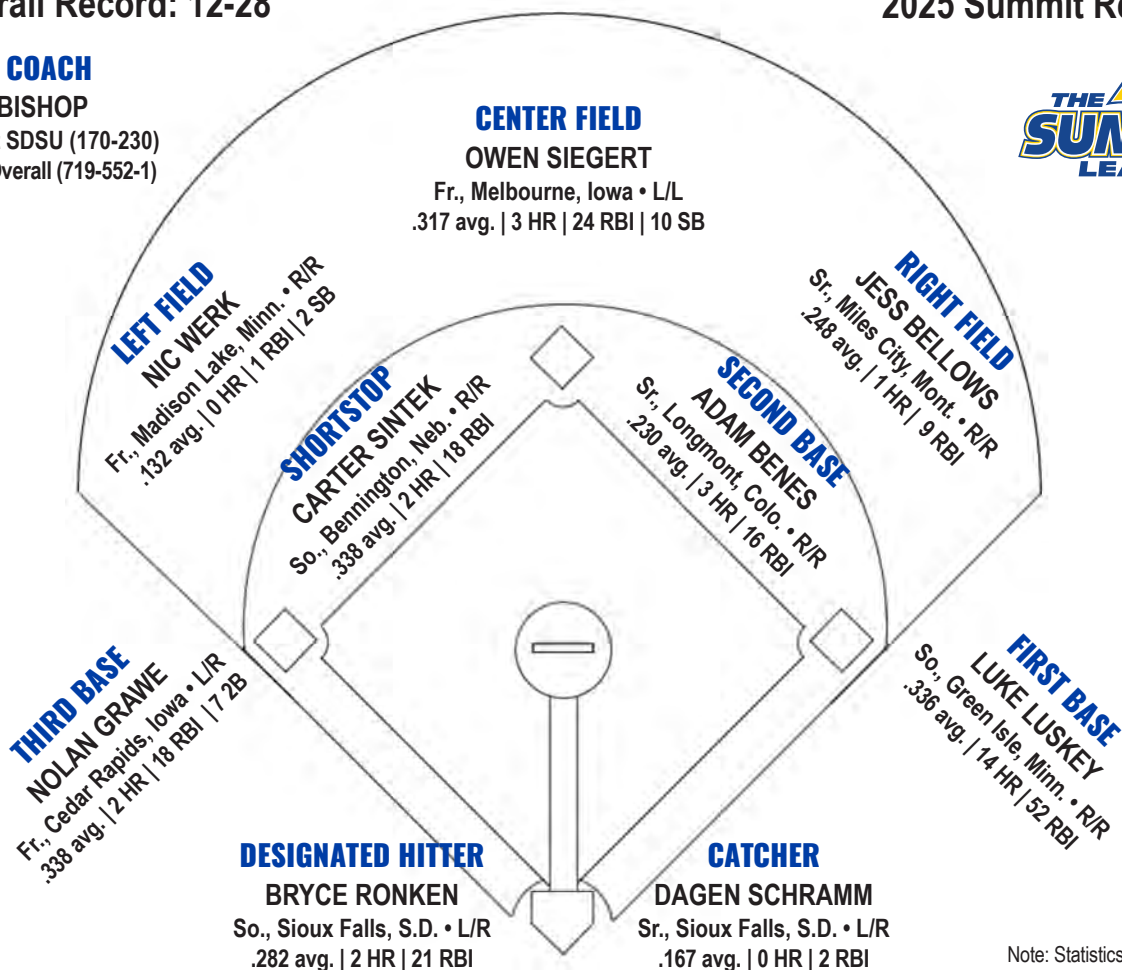 Overall Record: 12-28
2025 Summit
COACH
BISHOP
SDSU (170-230)
Overall (719-552-1)
THE
SUMMIT
LEAGUE
CENTER FIELD
OWEN SIEGERT
Fr., Melbourne, Iowa • L/L
.317 avg. | 3 HR | 24 RBI | 10 SB
LEFT FIELD
NIC WERK
Fr., Madison Lake, Minn. • R/R
.132 avg. | 0 HR | 1 RBI | 2 SB
RIGHT FIELD
JESS BELLOWS
Sr., Miles City, Mont. • R/R
.248 avg. | 1 HR | 9 RBI
SHORTSTOP
CARTER SINTEK
So., Bennington, Neb. • R/R
.338 avg. | 2 HR | 18 RBI
SECOND BASE
ADAM BENES
Sr., Longmont, Colo. • R/R
.230 avg. | 3 HR | 16 RBI
THIRD BASE
NOLAN GRAWE
Fr., Cedar Rapids, Iowa • L/R
.338 avg. | 2 HR | 18 RBI | 7 2B
FIRST BASE
LUKE LUSKEY
So., Green Isle, Minn. • R/R
.336 avg. | 14 HR | 52 RBI
DESIGNATED HITTER
BRYCE RONKEN
So., Sioux Falls, S.D. • L/R
.282 avg. | 2 HR | 21 RBI
CATCHER
DAGEN SCHRAMM
Sr., Sioux Falls, S.D. • L/R
.167 avg. | 0 HR | 2 RBI
Note: Statistics